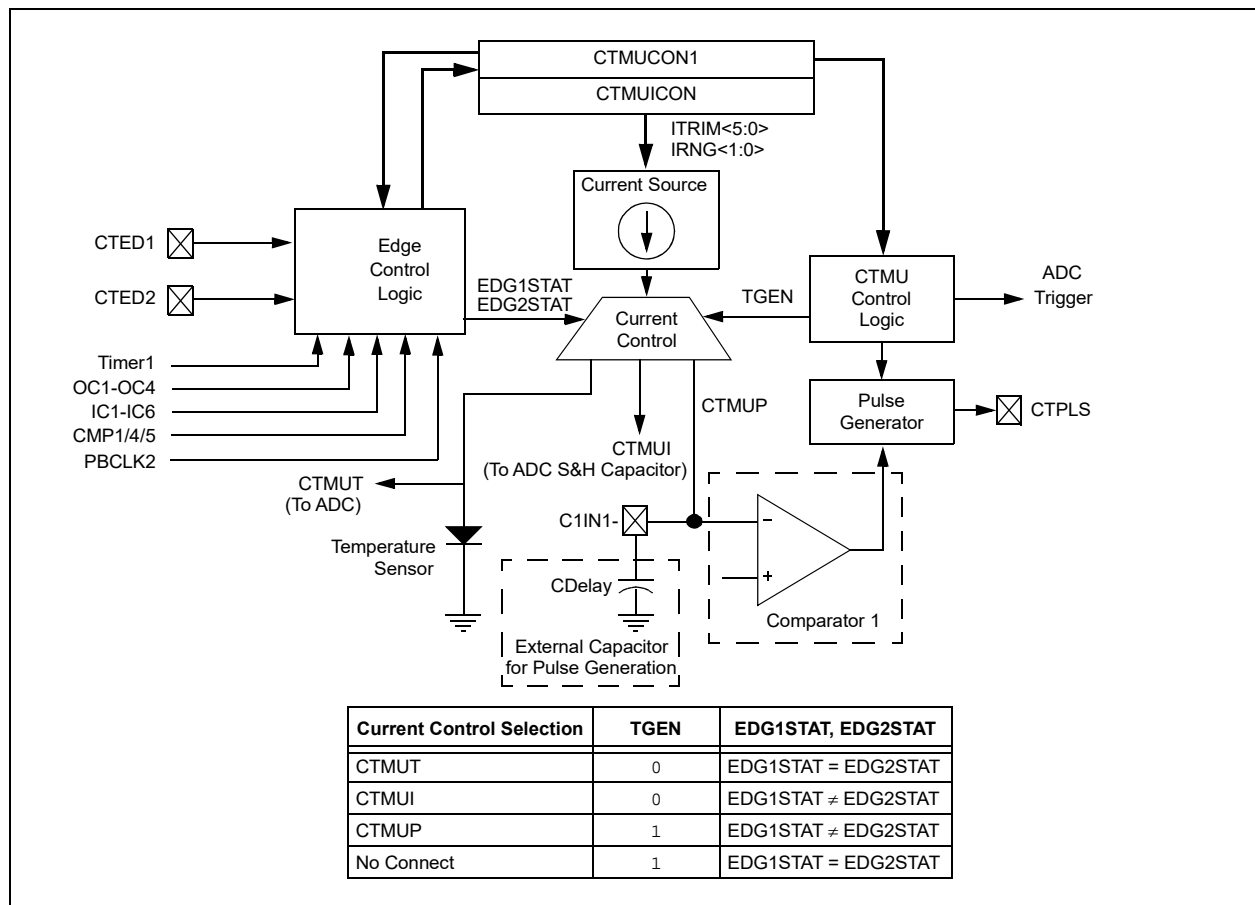 CTMUCON1
CTMUICON
ITRIM<5:0>
IRNG<1:0>
Current Source
CTED1
CTED2
Edge
Control
Logic
EDG1STAT
EDG2STAT
Current
Control
TGEN
CTMU
Control
Logic
ADC
Trigger
Timer1
OC1-OC4
IC1-IC6
CMP1/4/5
PBCLK2
CTMUP
Pulse
Generator
CTPLS
CTMUI
(To ADC S&H Capacitor)
CTMUT
(To ADC)
C1IN1-
–
+
Temperature
Sensor
CDelay
Comparator 1
External Capacitor
for Pulse Generation
Current Control Selection TGEN EDG1STAT, EDG2STAT
CTMUT 0 EDG1STAT = EDG2STAT
CTMUI 0 EDG1STAT ≠ EDG2STAT
CTMUP 1 EDG1STAT ≠ EDG2STAT
No Connect 1 EDG1STAT = EDG2STAT